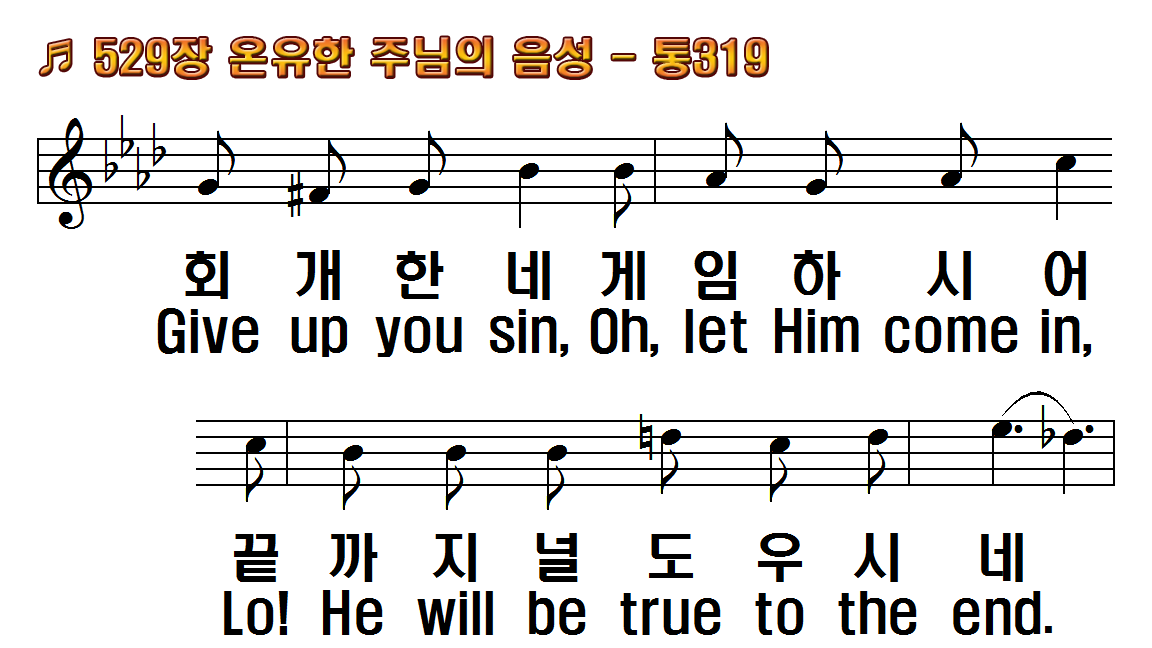 529장 온유한 주님의 음성 - 통319
회 개 한 네 게 임 하 시 어
Give up you sin, Oh, let Him come in,
끝 까 지 널 도 우 시 네
Lo! He will be true to the end.